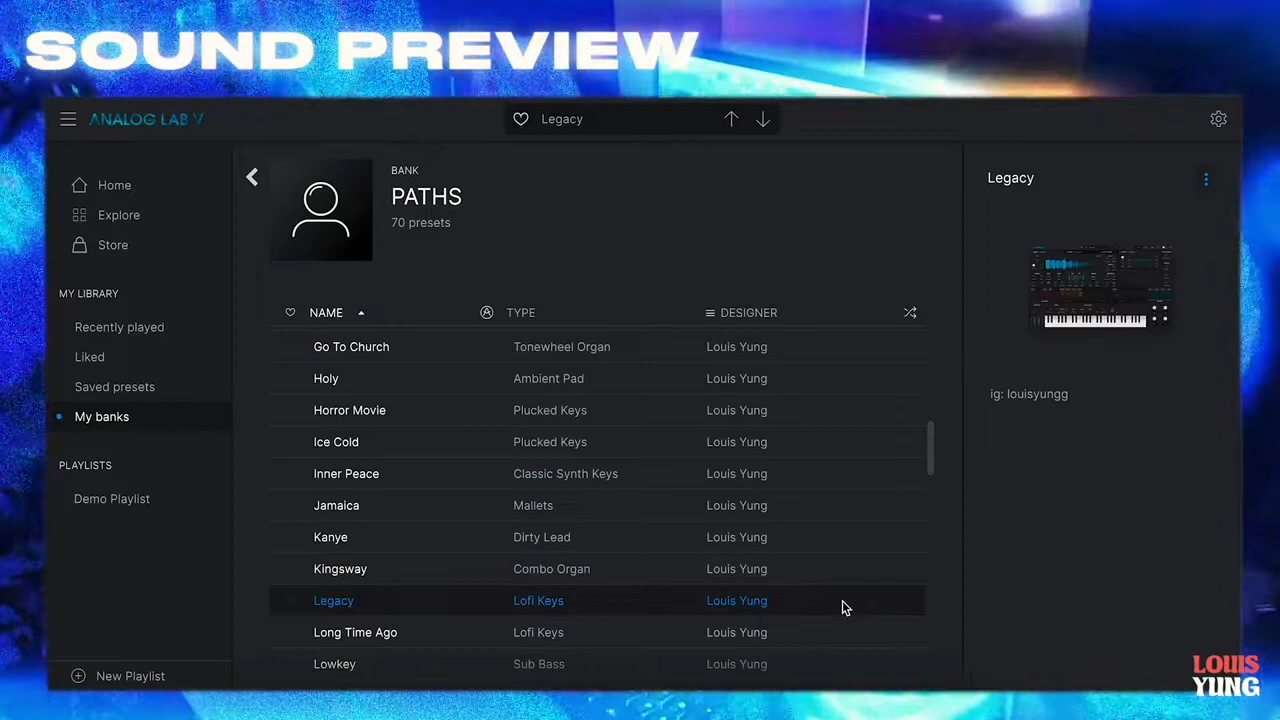 SOUND PREVIEW
ANALOG LAB V
Legacy
Home
Explore
Store
MY LIBRARY
Recently played
Liked
Saved presets
My banks
PLAYLISTS
Demo Playlist
New Playlist
BANK
PATHS
70 presets
NAME TYPE DESIGNER
Go To Church Tonewheel Organ Louis Yung
Holy Ambient Pad Louis Yung
Horror Movie Plucked Keys Louis Yung
Ice Cold Plucked Keys Louis Yung
Inner Peace Classic Synth Keys Louis Yung
Jamaica Mallets Louis Yung
Kanye Dirty Lead Louis Yung
Kingsway Combo Organ Louis Yung
Legacy Lofi Keys Louis Yung
Long Time Ago Lofi Keys Louis Yung
Lowkey Sub Bass Louis Yung
Legacy
ig: louisyungg
LOUIS
YUNG